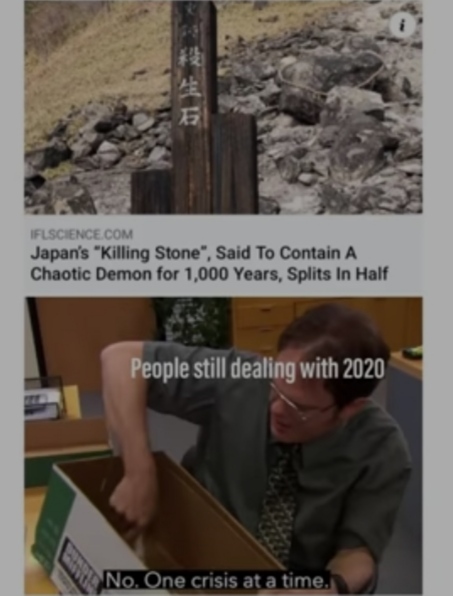 殺生石
IFLSCIENCE.COM
Japan's "Killing Stone", Said To Contain A
Chaotic Demon for 1,000 Years, Splits In Half
People still dealing with 2020
No. One crisis at a time.